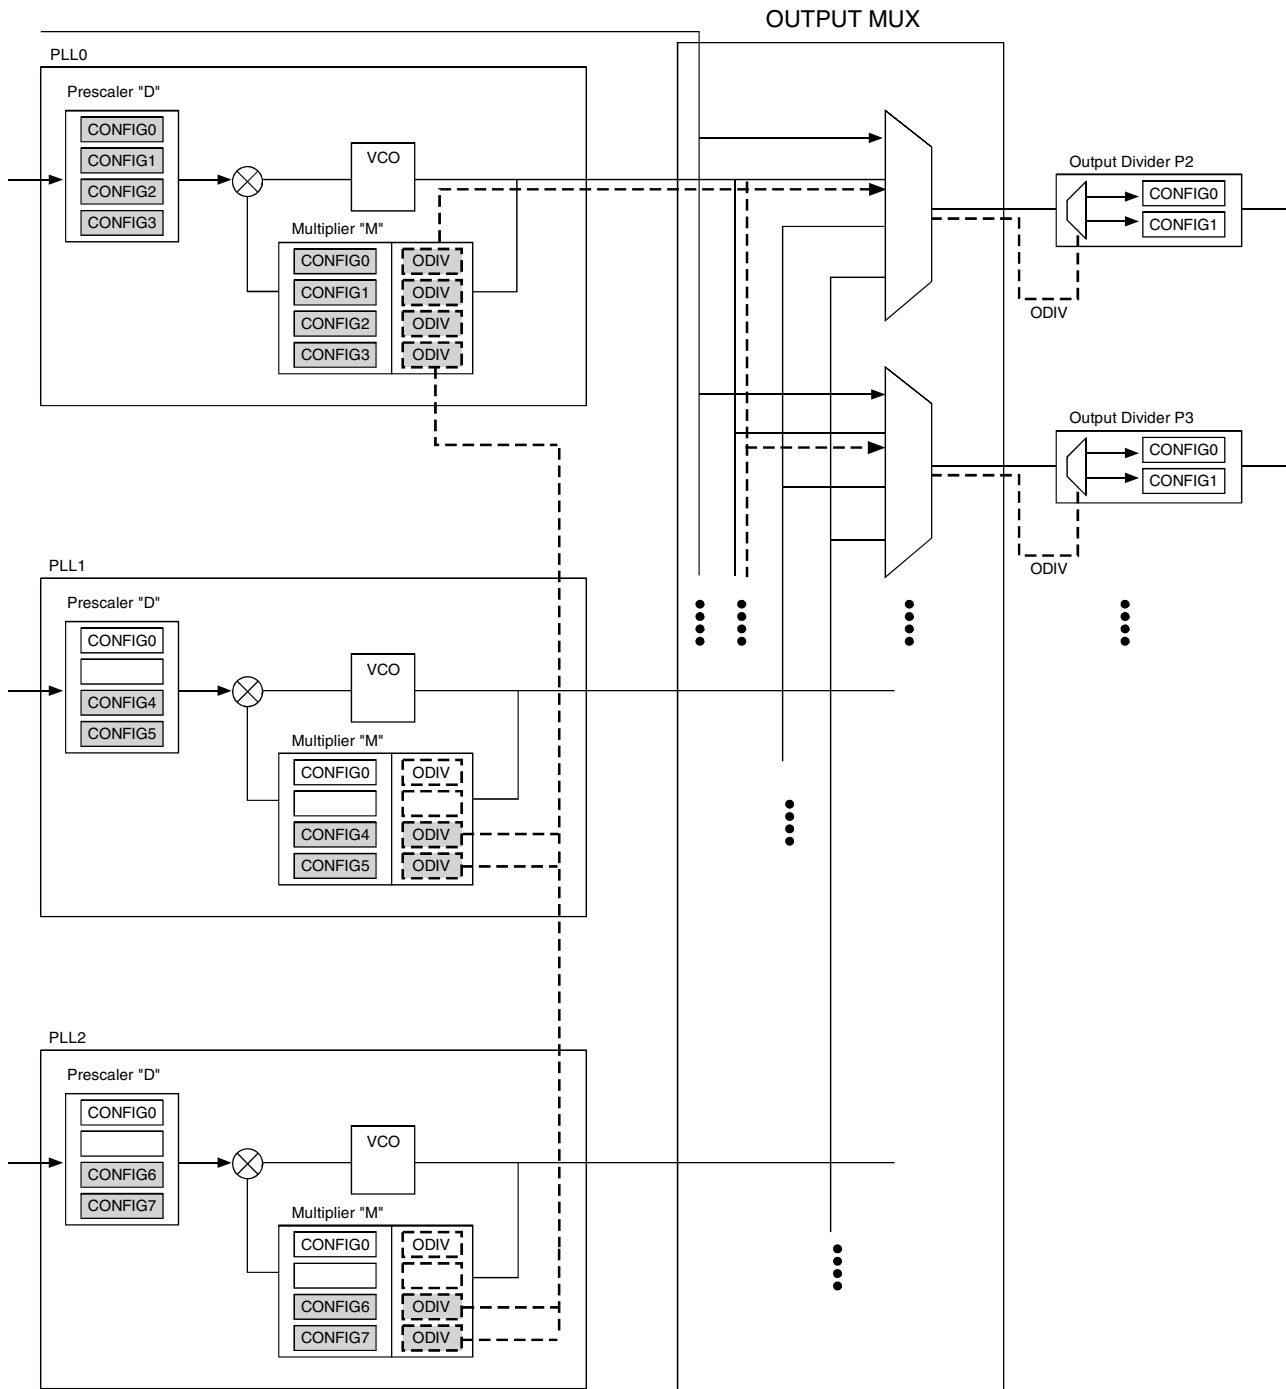 OUTPUT MUX
PLL0
Prescaler "D"
CONFIG0
CONFIG1
CONFIG2
CONFIG3
VCO
Multiplier "M"
CONFIG0 ODIV
CONFIG1 ODIV
CONFIG2 ODIV
CONFIG3 ODIV
Output Divider P2
CONFIG0
CONFIG1
ODIV
Output Divider P3
CONFIG0
CONFIG1
ODIV
PLL1
Prescaler "D"
CONFIG0
CONFIG4
CONFIG5
VCO
Multiplier "M"
CONFIG0 ODIV
CONFIG4 ODIV
CONFIG5 ODIV
PLL2
Prescaler "D"
CONFIG0
CONFIG6
CONFIG7
VCO
Multiplier "M"
CONFIG0 ODIV
CONFIG6 ODIV
CONFIG7 ODIV